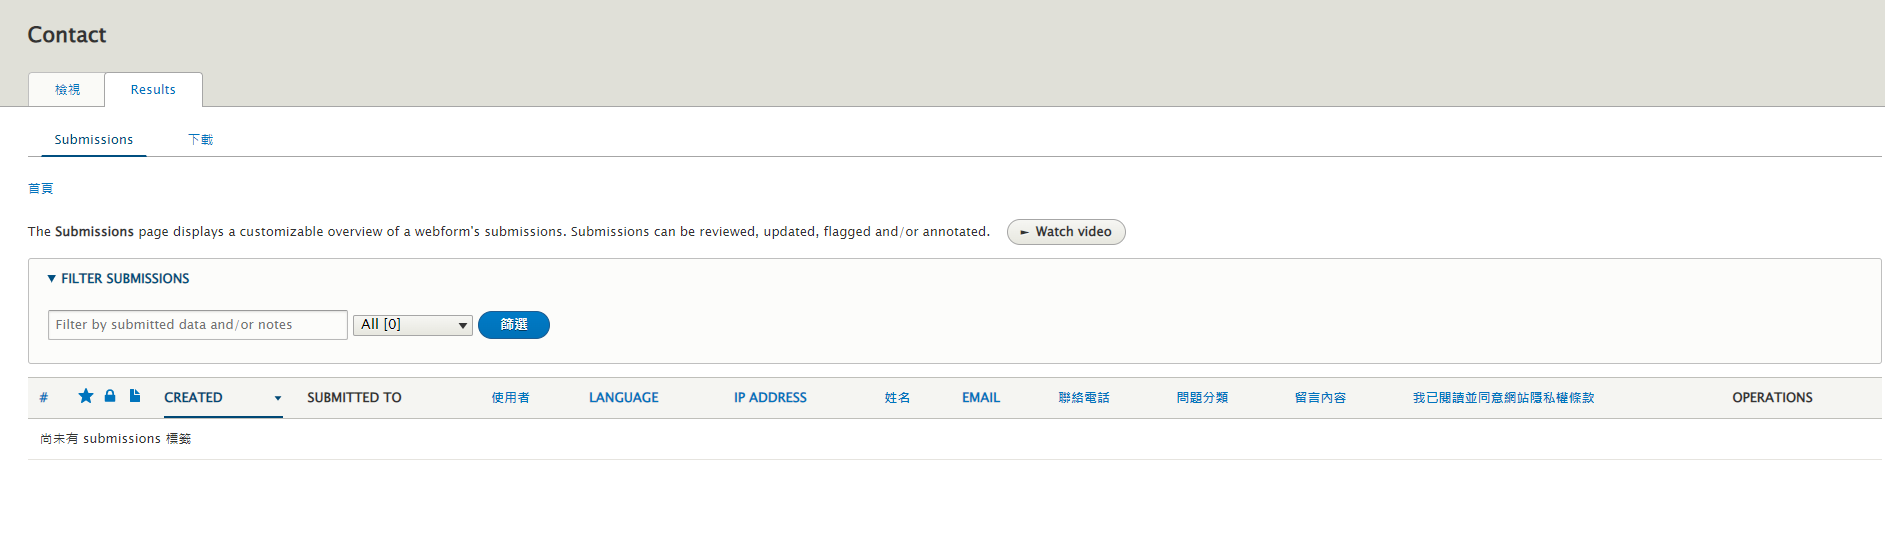 Contact
檢視 Results
Submissions 下載
首頁
The Submissions page displays a customizable overview of a webform's submissions. Submissions can be reviewed, updated, flagged and/or annotated. ► Watch video
▼ FILTER SUBMISSIONS
Filter by submitted data and/or notes All [0] 篩選
# CREATED SUBMITTED TO 使用者 LANGUAGE IP ADDRESS 姓名 EMAIL 聯絡電話 問題分類 留言內容 我已閱讀並同意網站隱私權條款 OPERATIONS
尚未有 submissions 標籤